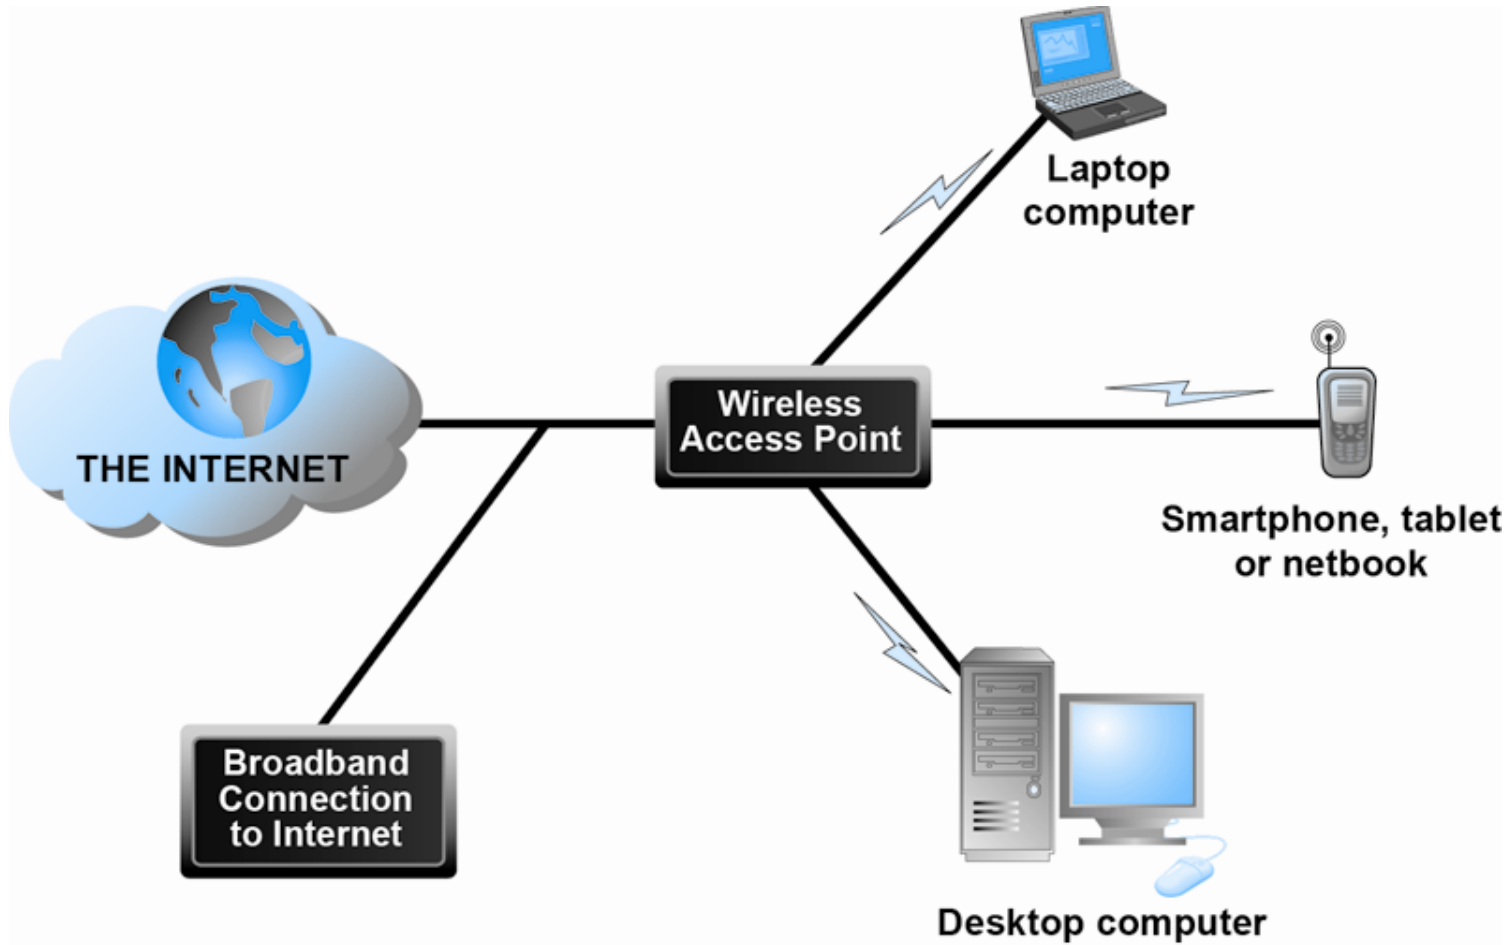 Laptop
computer
THE INTERNET
Wireless
Access Point
Smartphone, tablet
or netbook
Broadband
Connection
to Internet
Desktop computer